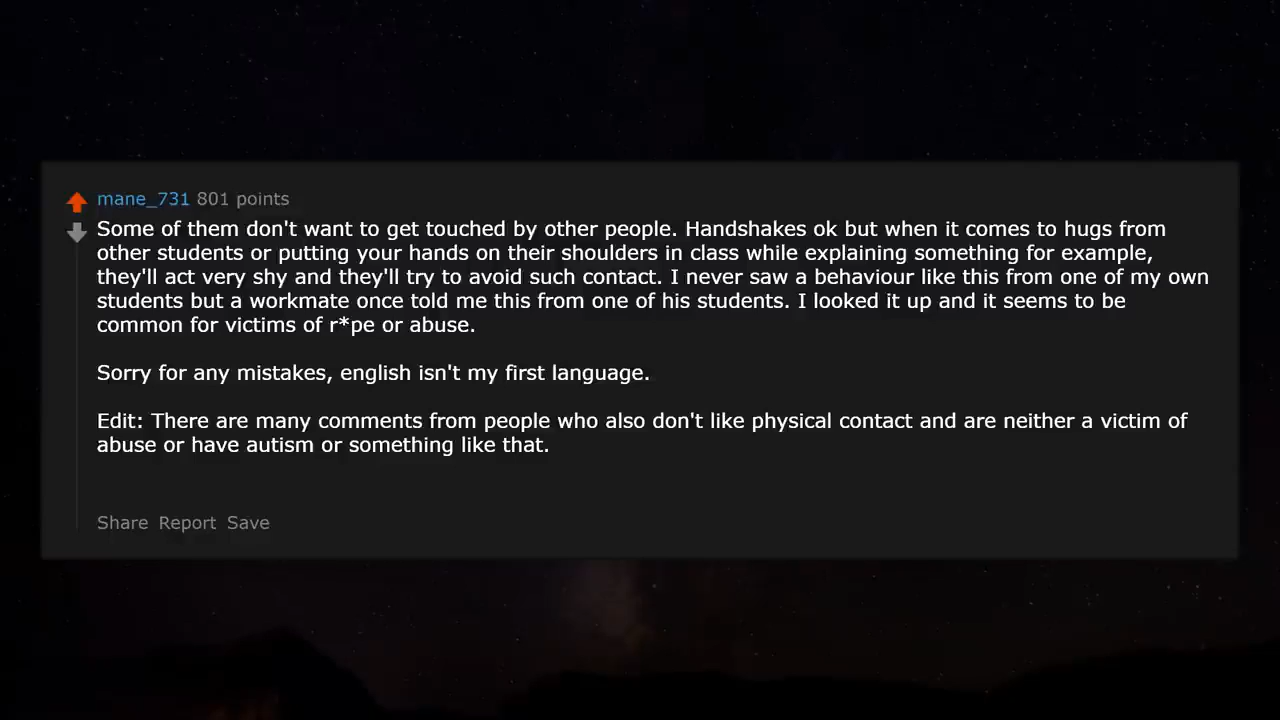 mane_731 801 points
Some of them don't want to get touched by other people. Handshakes ok but when it comes to hugs from
other students or putting your hands on their shoulders in class while explaining something for example,
they'll act very shy and they'll try to avoid such contact. I never saw a behaviour like this from one of my own
students but a workmate once told me this from one of his students. I looked it up and it seems to be
common for victims of r*pe or abuse.
Sorry for any mistakes, english isn't my first language.
Edit: There are many comments from people who also don't like physical contact and are neither a victim of
abuse or have autism or something like that.
Share Report Save